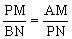 PM/BN = AM/PN